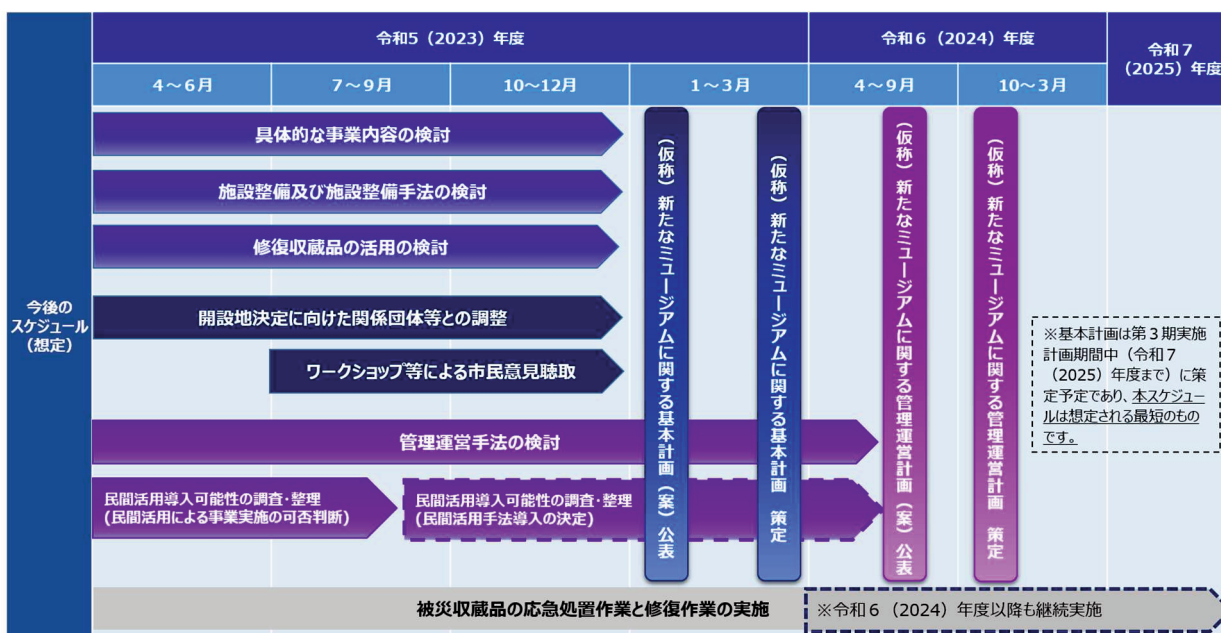 令和5（2023）年度
令和6（2024）年度
令和7
（2025）年度
4～6月
7～9月
10～12月
1～3月
4～9月
10～3月
今後の
スケジュール
（想定）
具体的な事業内容の検討
施設整備及び施設整備手法の検討
修復収蔵品の活用の検討
開設地決定に向けた関係団体等との調整
ワークショップ等による市民意見聴取
管理運営手法の検討
民間活用導入可能性の調査・整理
(民間活用による事業実施の可否判断)
民間活用導入可能性の調査・整理
(民間活用手法導入の決定)
（仮称）新たなミュージアムに関する基本計画（案）公表
（仮称）新たなミュージアムに関する基本計画 策定
（仮称）新たなミュージアムに関する管理運営計画（案）公表
（仮称）新たなミュージアムに関する管理運営計画 策定
※基本計画は第3期実施
計画期間中（令和7
（2025）年度まで）に策
定予定であり、本スケジュー
ルは想定される最短のもの
です。
被災収蔵品の応急処置作業と修復作業の実施
※令和6（2024）年度以降も継続実施